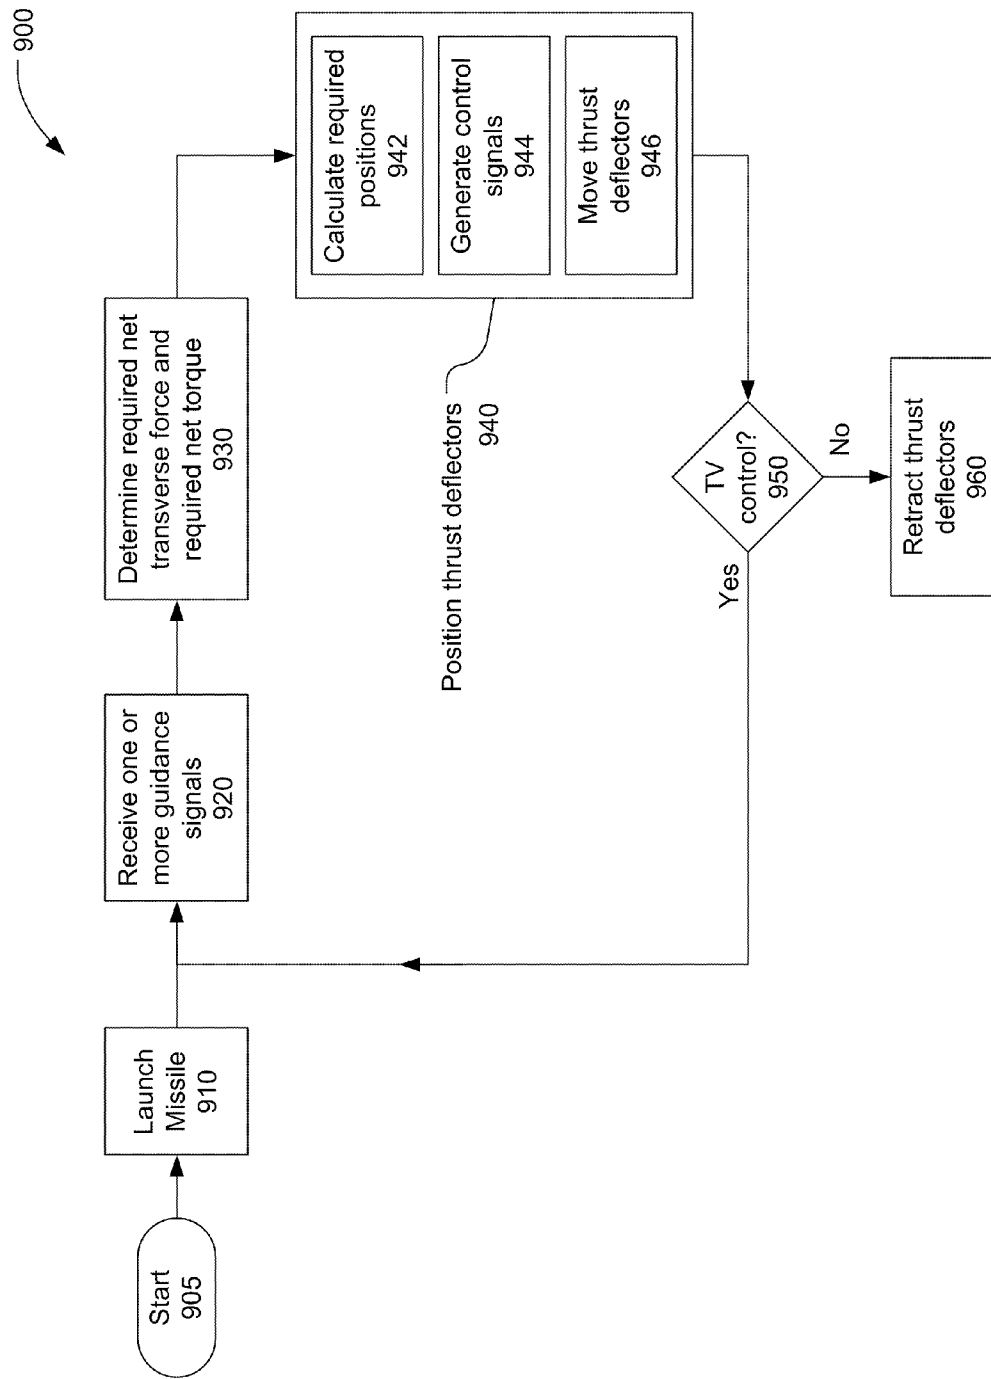 900
Start
905
Launch
Missile
910
Receive one or
more guidance
signals
920
Determine required net
transverse force and
required net torque
930
Calculate required
positions
942
Generate control
signals
944
Move thrust
deflectors
946
Position thrust deflectors
940
TV
control?
950
Yes
No
Retract thrust
deflectors
960